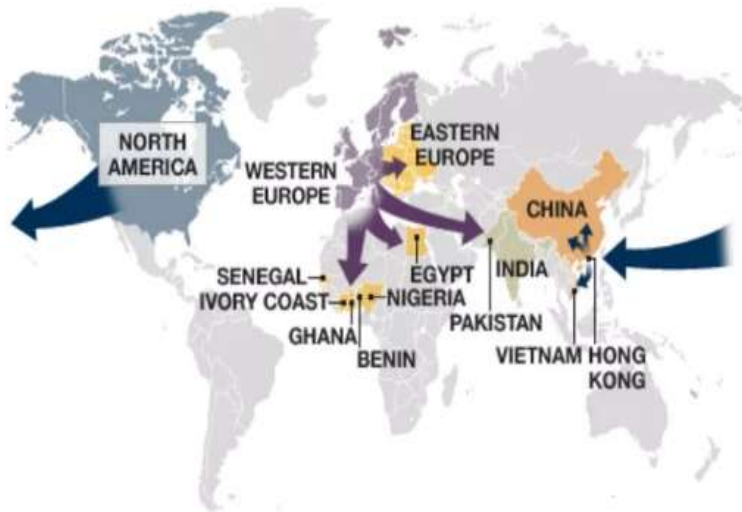 NORTH
AMERICA
WESTERN
EUROPE
EASTERN
EUROPE
CHINA
SENEGAL
IVORY COAST
GHANA
BENIN
NIGERIA
EGYPT
INDIA
PAKISTAN
VIETNAM
HONG
KONG